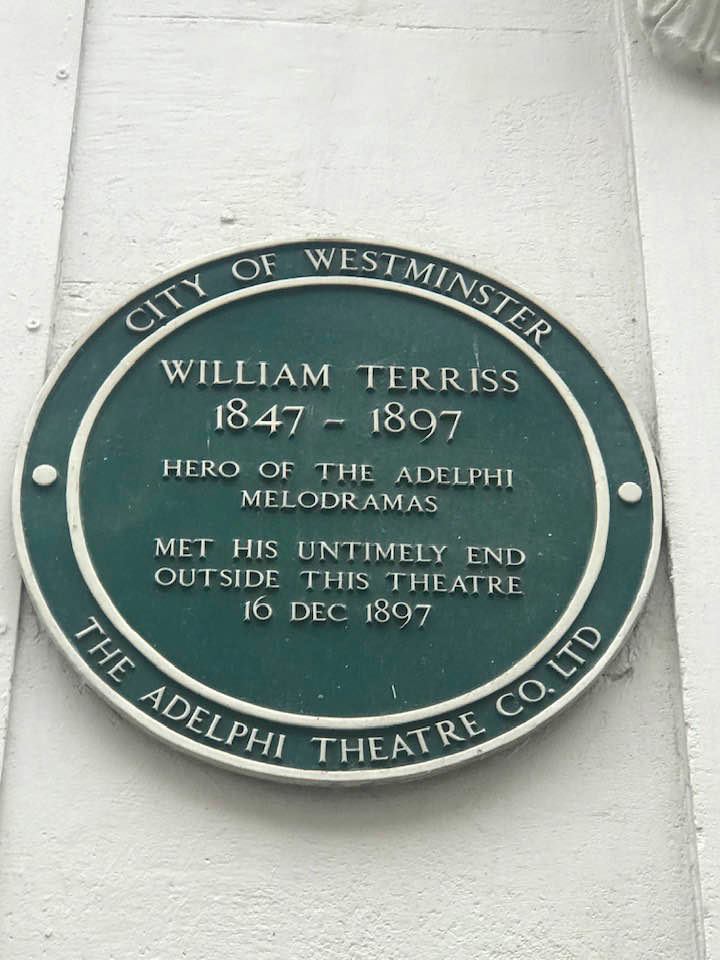 CITY OF WESTMINSTER
WILLIAM TERRISS
1847 - 1897
HERO OF THE ADELPHI
MELODRAMAS
MET HIS UNTIMELY END
OUTSIDE THIS THEATRE
16 DEC 1897
THE ADELPHI THEATRE CO. LTD